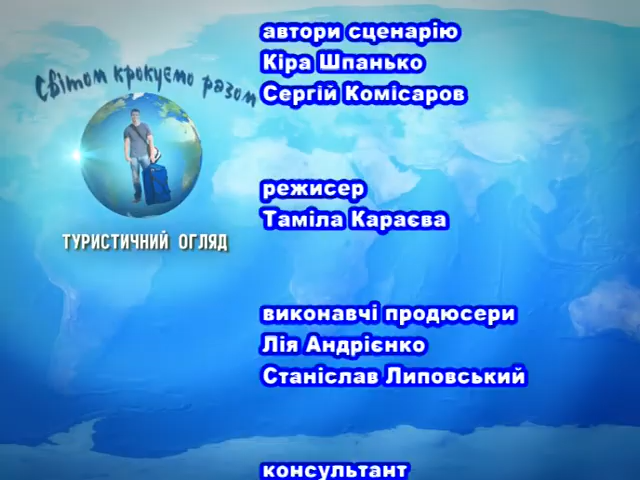 Світом крокуємо разом
ТУРИСТИЧНИЙ ОГЛЯД
автори сценарію
Кіра Шпанько
Сергій Комісаров
режисер
Таміла Караєва
виконавчі продюсери
Лія Андрієнко
Станіслав Липовський
консультант